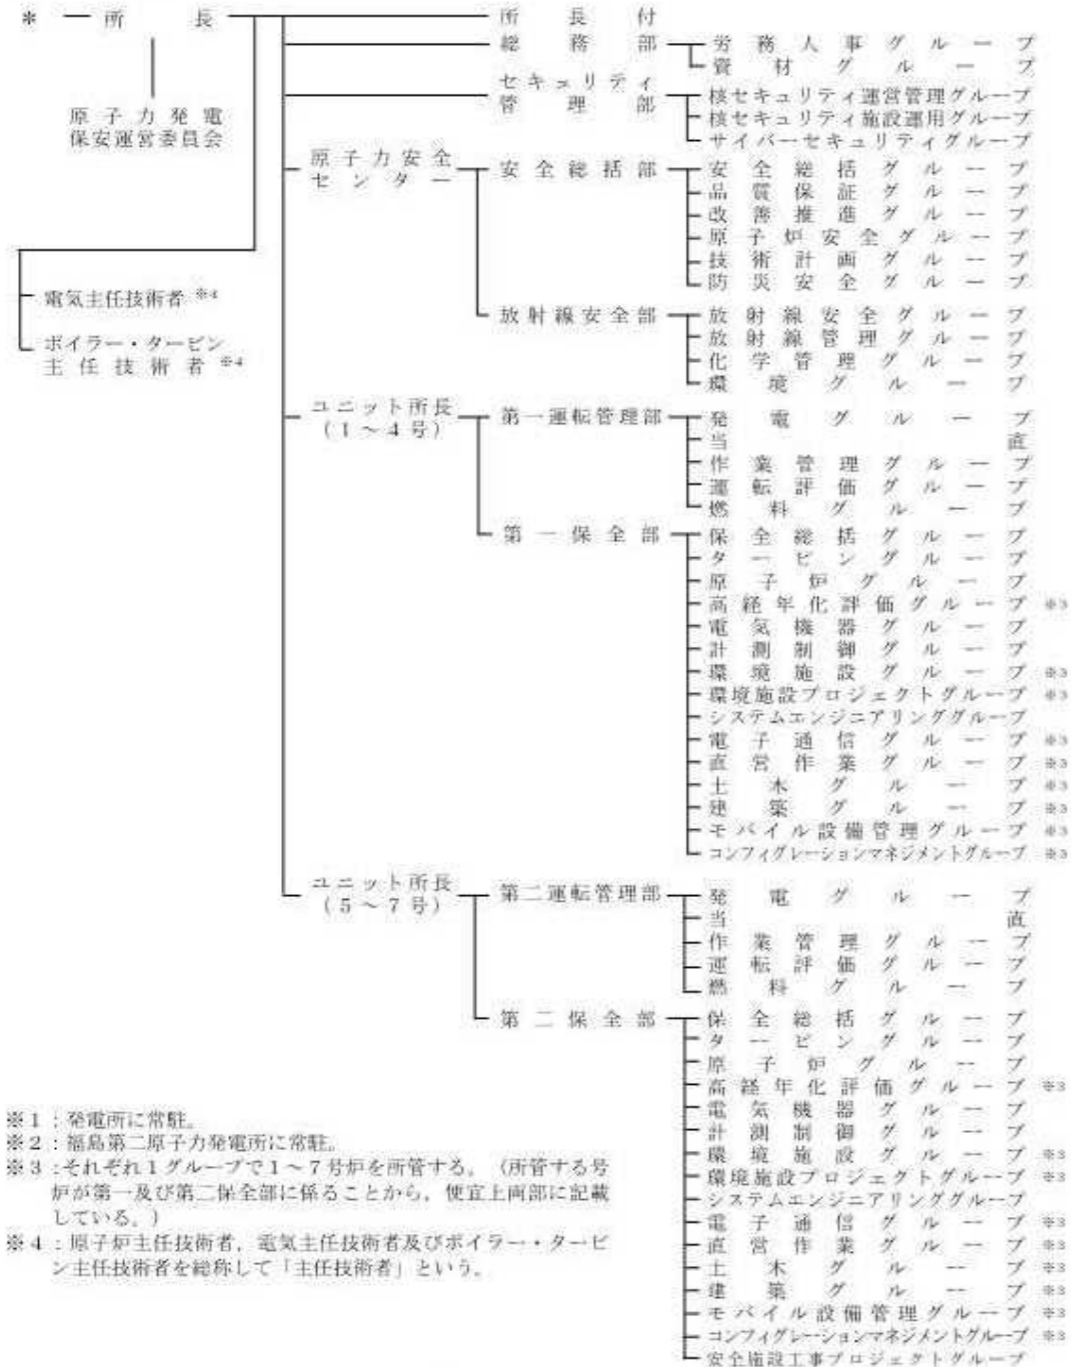 * 所長
所長付
総務部
労務人事グループ
資材グループ
原子力発電
保安運営委員会
セキュリティ
管理部
核セキュリティ運営管理グループ
核セキュリティ施設運用グループ
サイバーセキュリティグループ
原子力安全
センター
安全総括部
安全総括グループ
品質保証グループ
改善推進グループ
原子炉安全グループ
技術計画グループ
防災安全グループ
電気主任技術者 ※4
ボイラー・タービン
主任技術者 ※4
放射線安全部
放射線安全グループ
放射線管理グループ
化学管理グループ
環境グループ
ユニット所長
(1~4号)
第一運転管理部
発電グループ
当直
作業管理グループ
運転評価グループ
燃料グループ
第一保全部
保全総括グループ
タービングループ
原子炉グループ
高経年化評価グループ ※3
電気機器グループ
計測制御グループ
環境施設グループ ※3
環境施設プロジェクトグループ ※3
システムエンジニアリンググループ
電子通信グループ ※3
直営作業グループ ※3
土木グループ ※3
建築グループ ※3
モバイル設備管理グループ ※3
コンフィグレーションマネジメントグループ ※3
ユニット所長
(5~7号)
第二運転管理部
発電グループ
当直
作業管理グループ
運転評価グループ
燃料グループ
第二保全部
保全総括グループ
タービングループ
原子炉グループ
高経年化評価グループ ※3
電気機器グループ
計測制御グループ
環境施設グループ ※3
環境施設プロジェクトグループ ※3
システムエンジニアリンググループ
電子通信グループ ※3
直営作業グループ ※3
土木グループ ※3
建築グループ ※3
モバイル設備管理グループ ※3
コンフィグレーションマネジメントグループ ※3
安全施設工事プロジェクトグループ
※1:発電所に常駐。
※2:福島第二原子力発電所に常駐。
※3:それぞれ1グループで1~7号炉を所管する。(所管する号
炉が第一及び第二保全部に係ることから,便宜上両部に記載
している。)
※4:原子炉主任技術者,電気主任技術者及びボイラー・タービ
ン主任技術者を総称して「主任技術者」という。